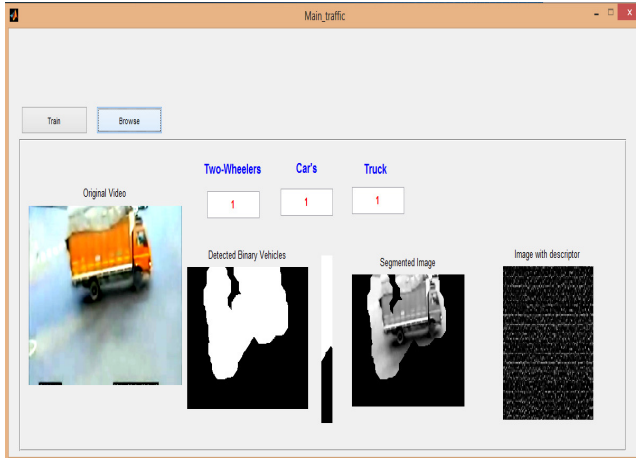 Main_traffic
Train
Browse
Two-Wheelers
Car's
Truck
1
1
1
Original Video
Detected Binary Vehicles
Segmented Image
Image with descriptor